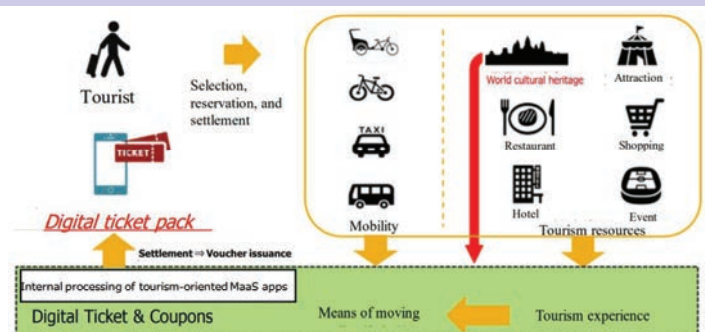 Tourist
Selection,
reservation, and
settlement
TICKET
Digital ticket pack
TAXI
Mobility
World cultural heritage
Attraction
Restaurant
Shopping
Hotel
Event
Tourism resources
Settlement ⇨ Voucher issuance
Internal processing of tourism-oriented MaaS apps
Digital Ticket & Coupons
Means of moving
Tourism experience